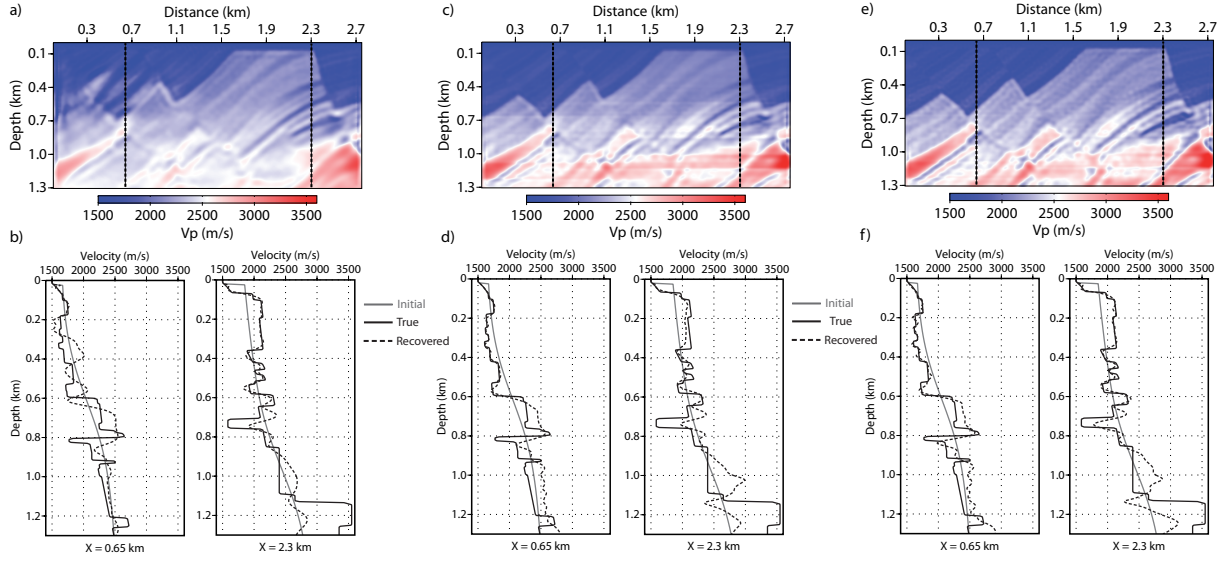 a)
Distance (km)
0.3 0.7 1.1 1.5 1.9 2.3 2.7
Depth (km)
0.1
0.4
0.7
1.0
1.3
1500 2000 2500 3000 3500
Vp (m/s)
c)
Distance (km)
0.3 0.7 1.1 1.5 1.9 2.3 2.7
Depth (km)
0.1
0.4
0.7
1.0
1.3
1500 2000 2500 3000 3500
Vp (m/s)
e)
Distance (km)
0.3 0.7 1.1 1.5 1.9 2.3 2.7
Depth (km)
0.1
0.4
0.7
1.0
1.3
1500 2000 2500 3000 3500
Vp (m/s)
b)
Velocity (m/s) Velocity (m/s)
1500 2000 2500 3000 3500 1500 2000 2500 3000 3500
Depth (km)
0
0.2
0.4
0.6
0.8
1.0
1.2
X = 0.65 km X = 2.3 km
Initial
True
Recovered
d)
Velocity (m/s) Velocity (m/s)
1500 2000 2500 3000 3500 1500 2000 2500 3000 3500
Depth (km)
0
0.2
0.4
0.6
0.8
1.0
1.2
X = 0.65 km X = 2.3 km
Initial
True
Recovered
f)
Velocity (m/s) Velocity (m/s)
1500 2000 2500 3000 3500 1500 2000 2500 3000 3500
Depth (km)
0
0.2
0.4
0.6
0.8
1.0
1.2
X = 0.65 km X = 2.3 km